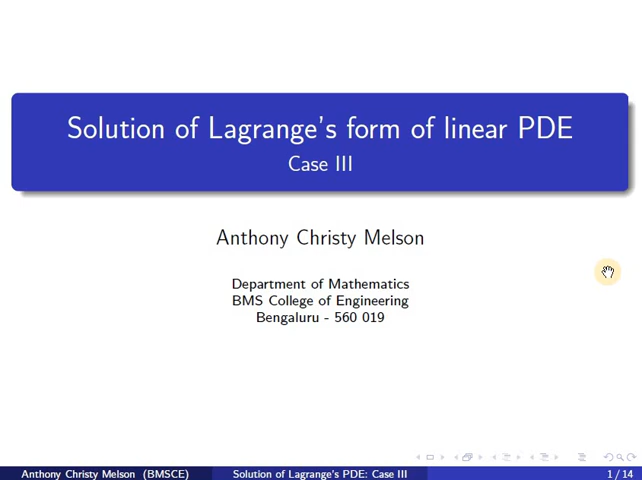 Solution of Lagrange's form of linear PDE
Case III
Anthony Christy Melson
Department of Mathematics
BMS College of Engineering
Bengaluru - 560 019
Anthony Christy Melson (BMSCE)
Solution of Lagrange's PDE: Case III
1 / 14